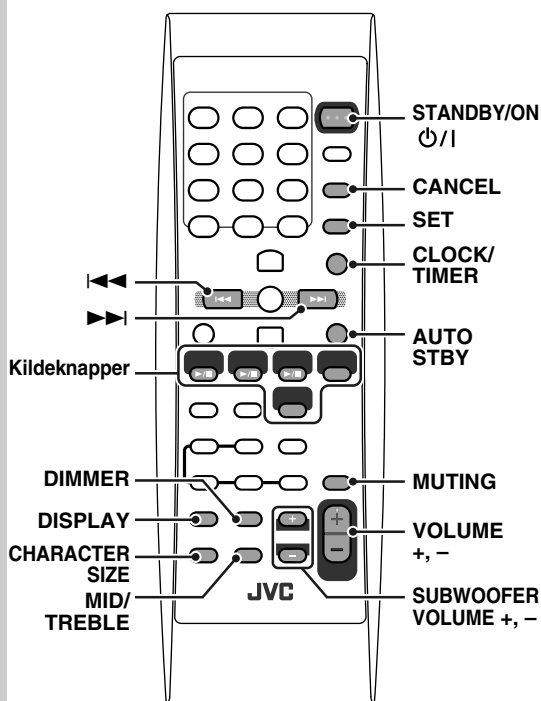 STANDBY/ON
⏻/|
CANCEL
SET
CLOCK/
TIMER
|◄◄
►►|
AUTO
STBY
Kildeknapper
DIMMER
MUTING
DISPLAY
VOLUME
+, –
CHARACTER
SIZE
MID/
TREBLE
JVC
SUBWOOFER
VOLUME +, –